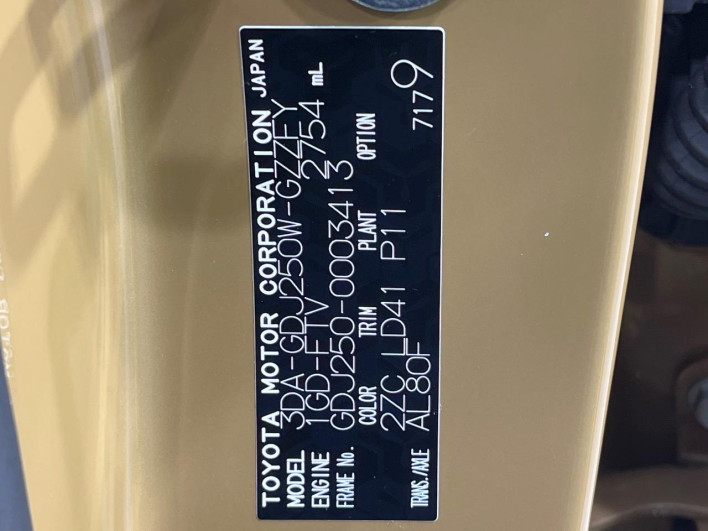 TOYOTA MOTOR CORPORATION JAPAN
MODEL 3DA-GDJ250W-GZZFY
ENGINE 1GD-FTV 2754 mL
FRAME No. GDJ250-0003413
COLOR TRIM PLANT OPTION
2ZC LD41 P11
TRANS./AXLE AL80F 7179